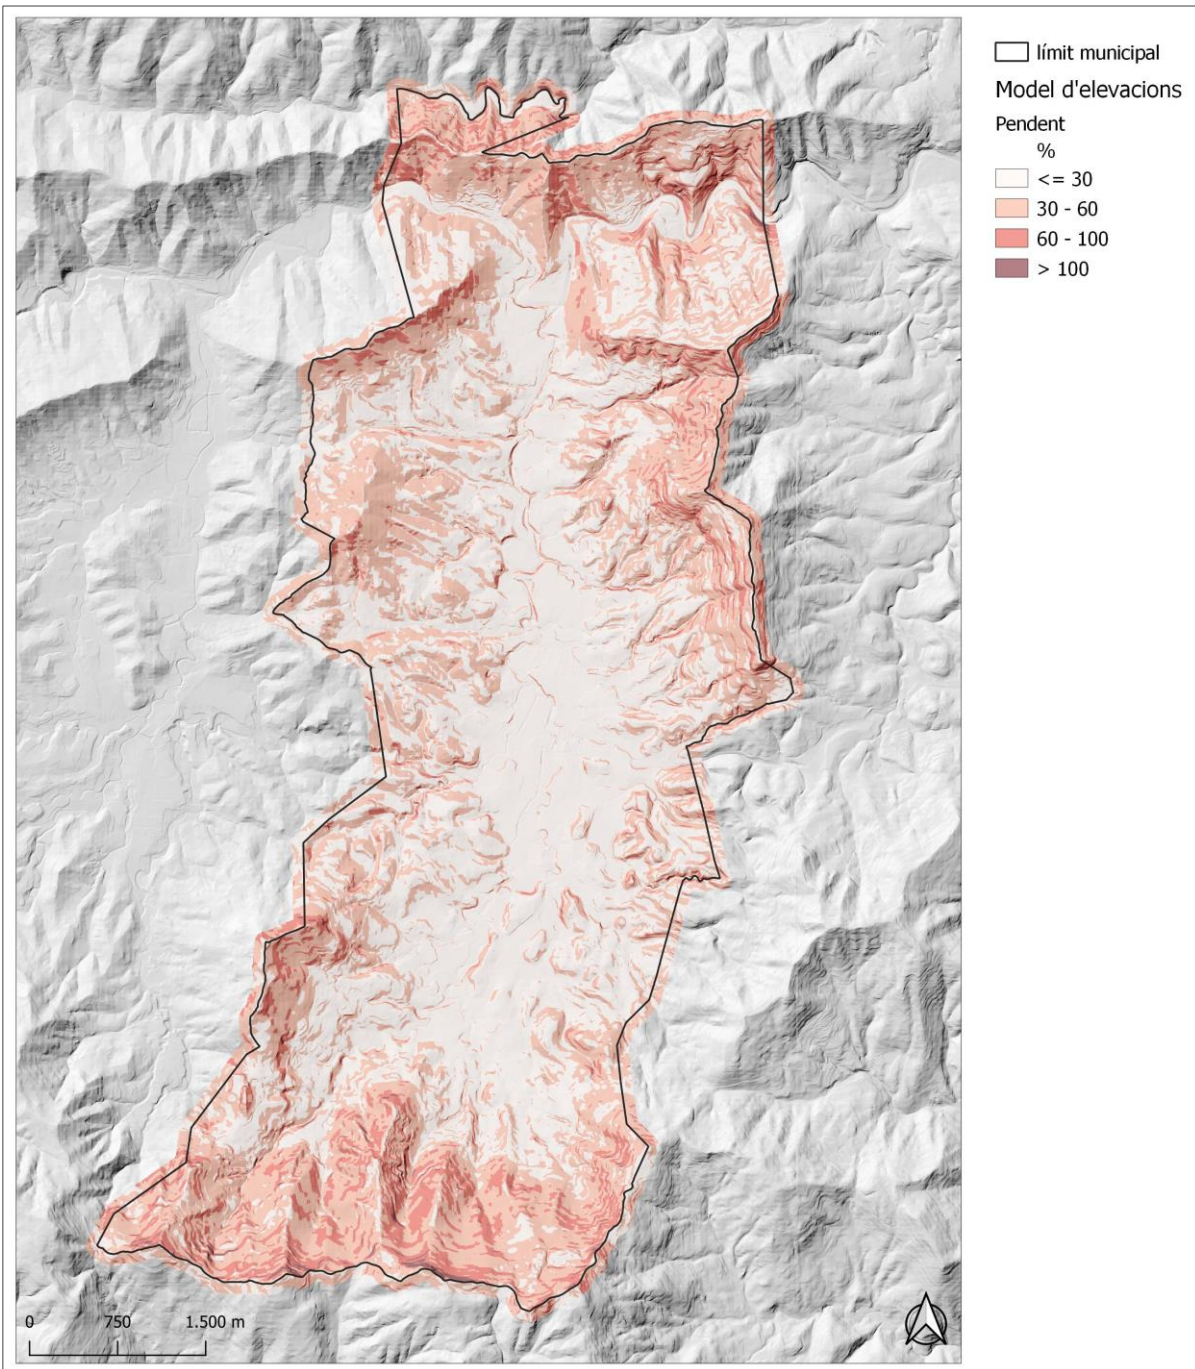 límit municipal
Model d'elevacions
Pendent
%
<= 30
30 - 60
60 - 100
> 100
0 750 1.500 m